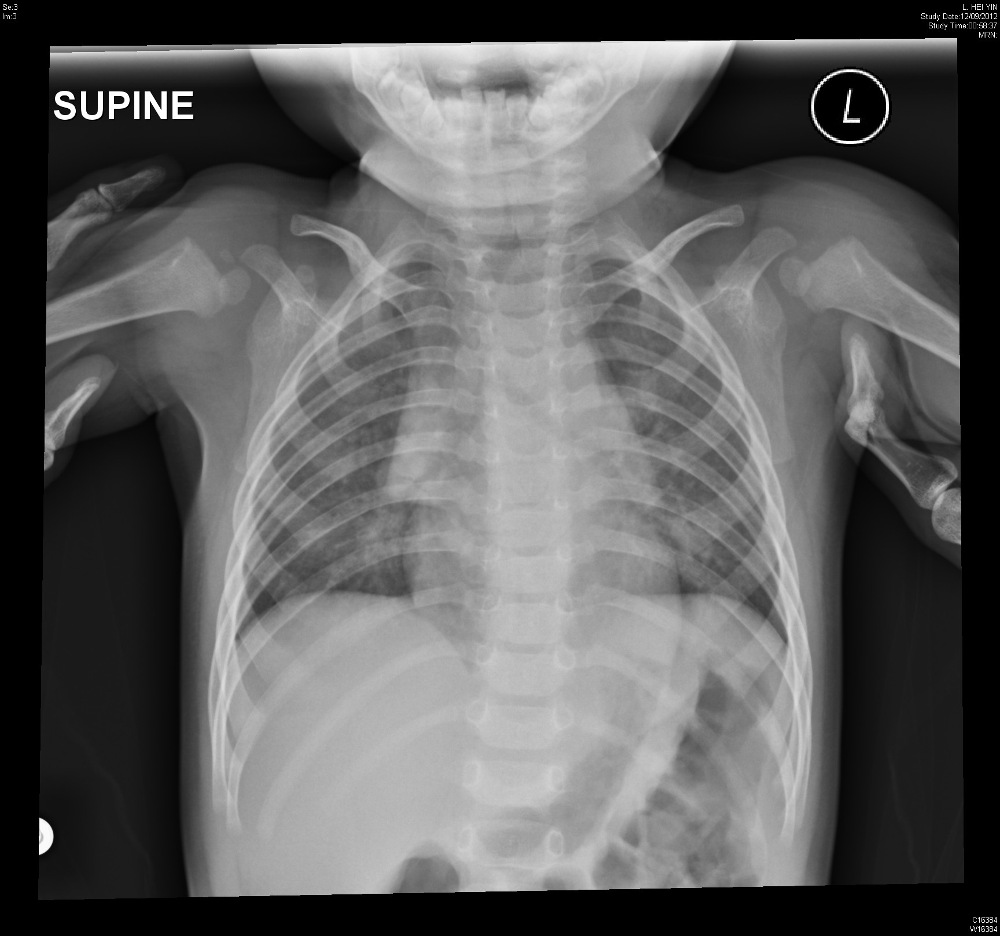 Se:3
Im:3
L. HEI YIN
Study Date:12/09/2012
Study Time:00:58:37
MRN:
SUPINE
L
C16384
W16384